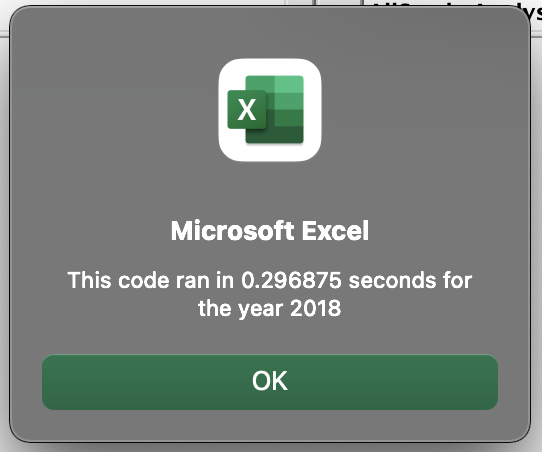 X
Microsoft Excel
This code ran in 0.296875 seconds for
the year 2018
OK